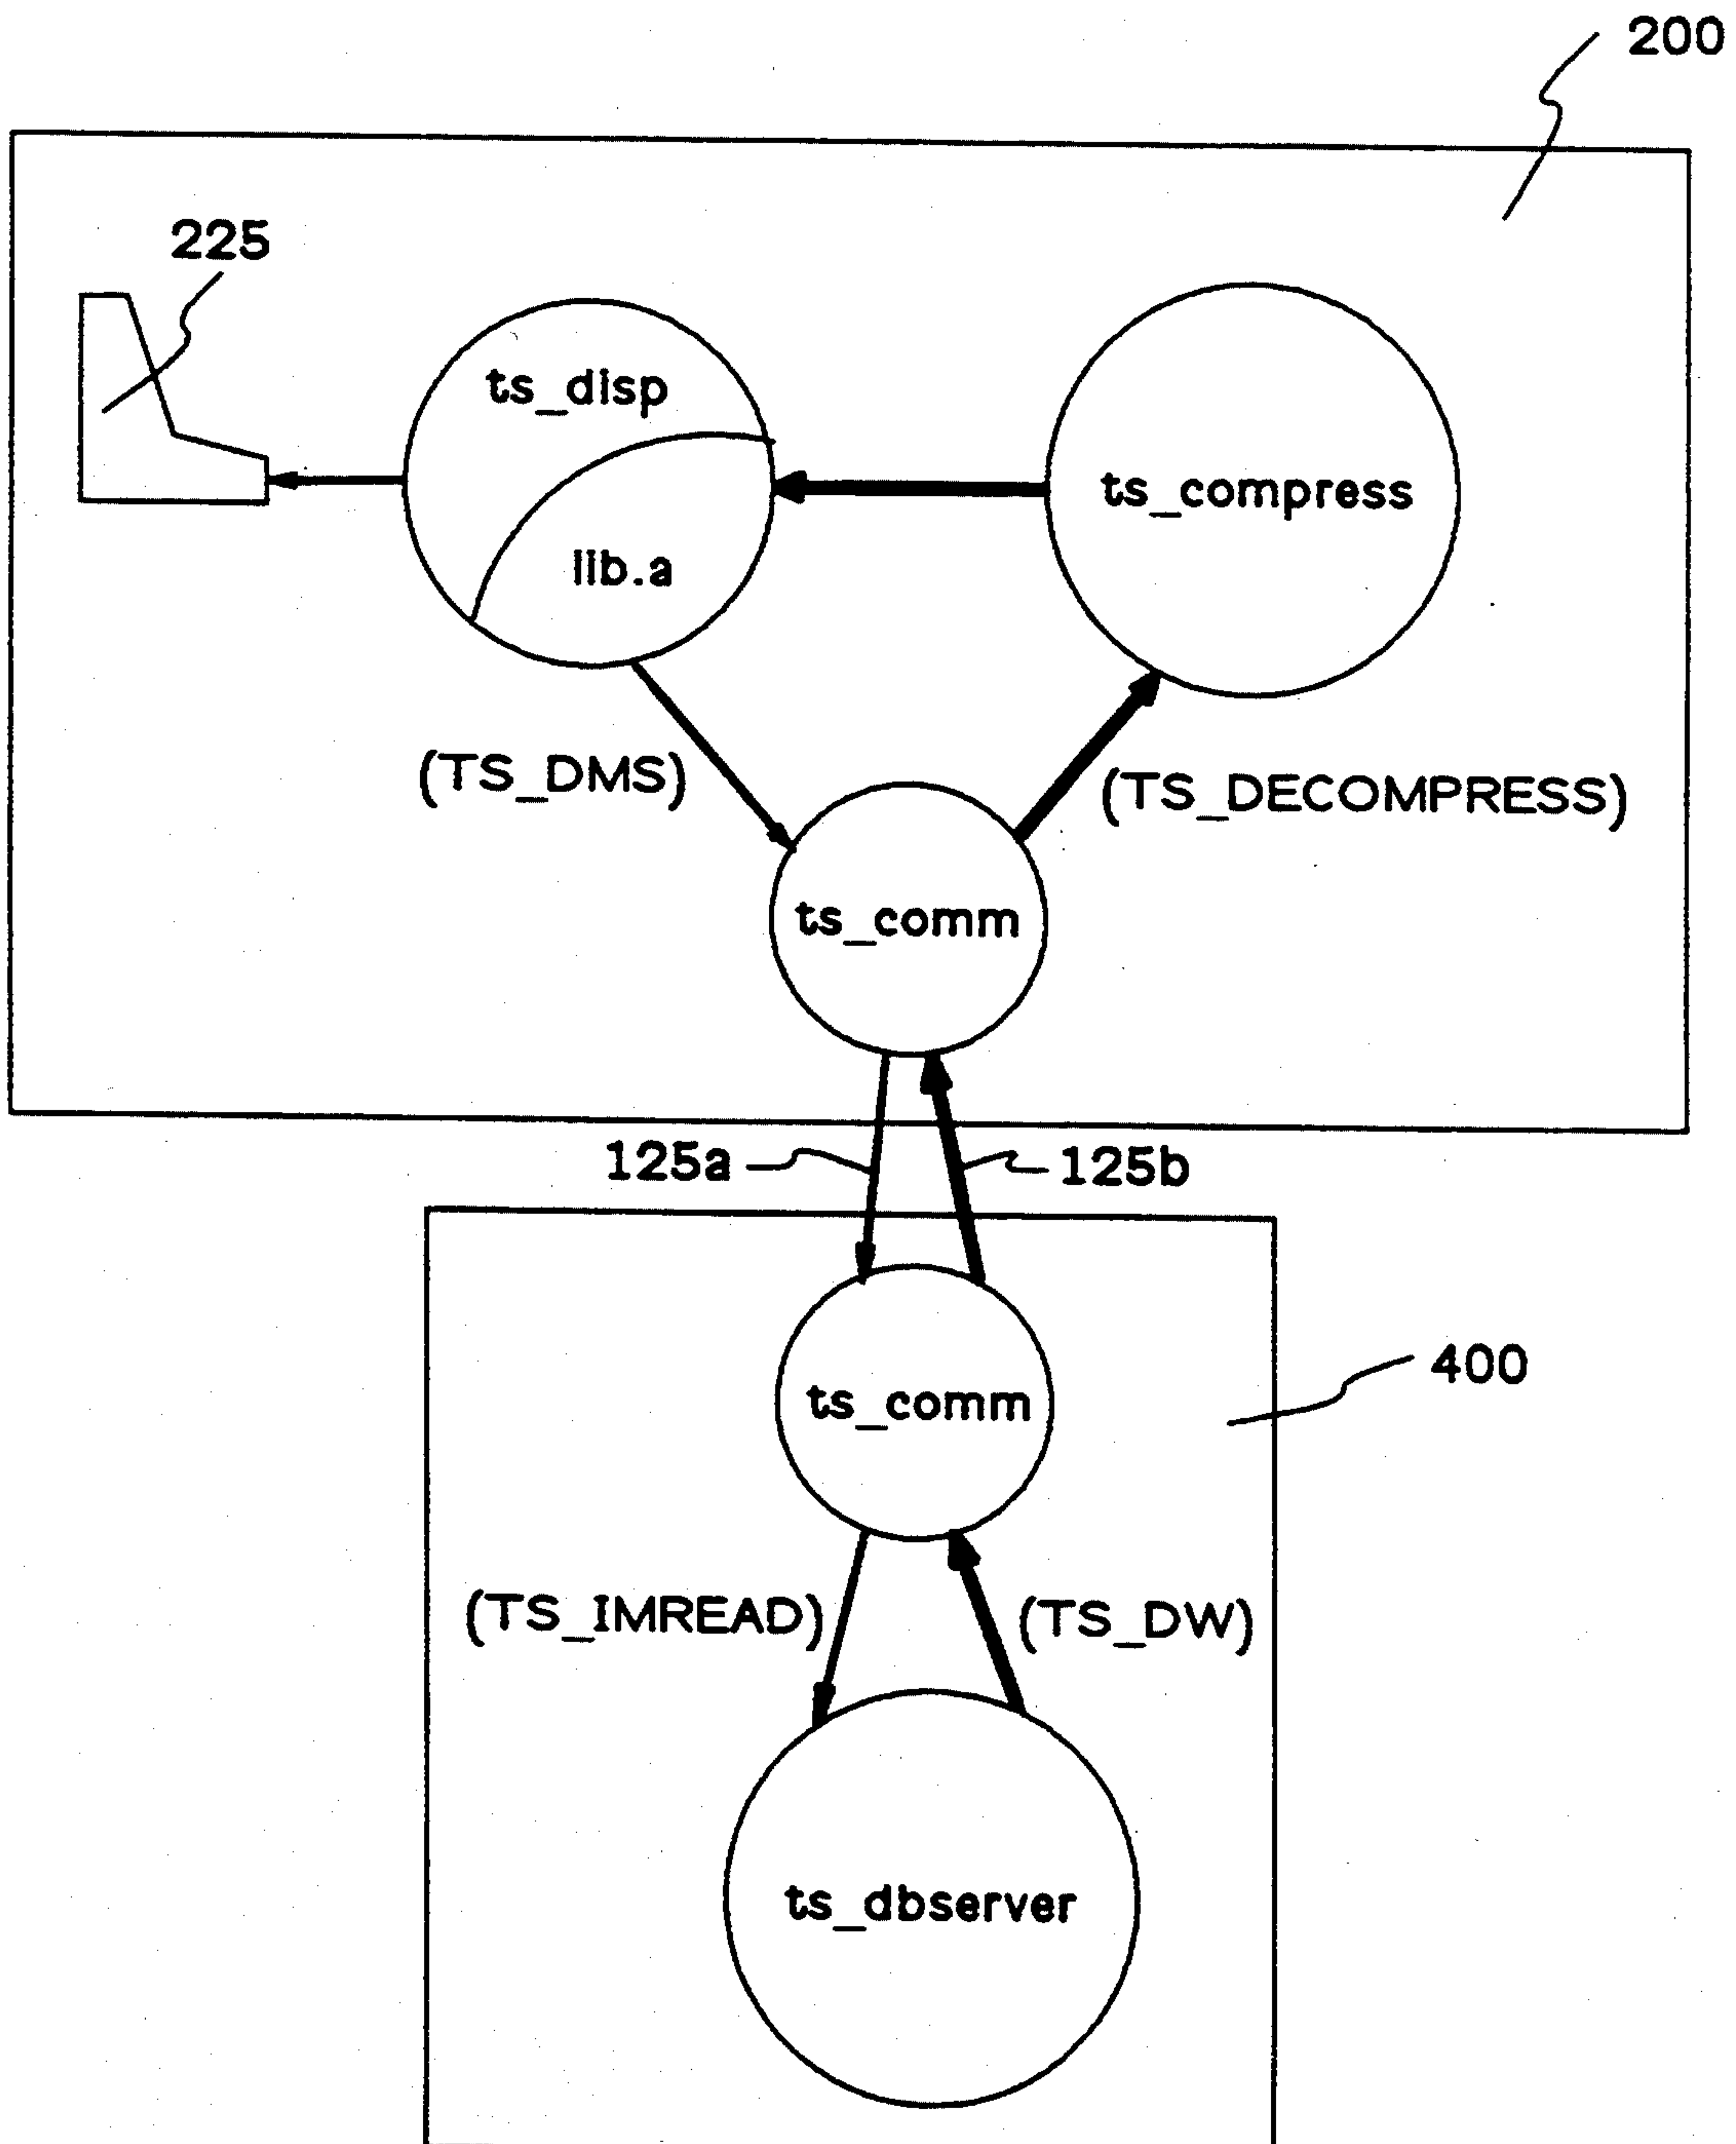 200
225
ts_disp
ts_compress
lib.a
(TS_DMS)
(TS_DECOMPRESS)
ts_comm
125a
125b
ts_comm
400
(TS_IMREAD)
(TS_DW)
ts_dbserver